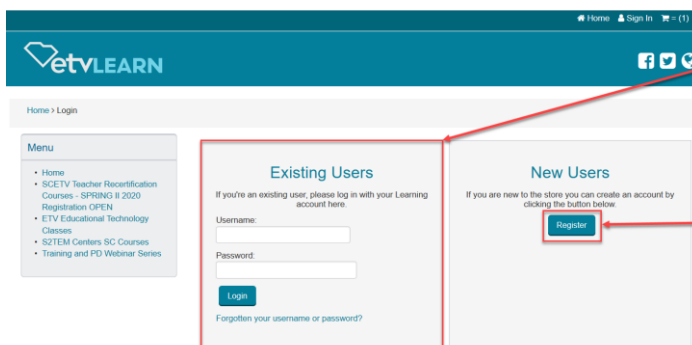 Home Sign In = (1)
etvLEARN
Home > Login
Menu
• Home
• SCETV Teacher Recertification
Courses - SPRING II 2020
Registration OPEN
• ETV Educational Technology
Classes
• S2TEM Centers SC Courses
• Training and PD Webinar Series
Existing Users
If you're an existing user, please log in with your Learning
account here.
Username:
Password:
Login
Forgotten your username or password?
New Users
If you are new to the store you can create an account by
clicking the button below.
Register